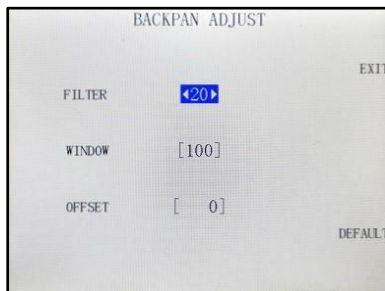 BACKPAN ADJUST
EXIT
FILTER ◂20▸
WINDOW [100]
OFFSET [ 0]
DEFAULT